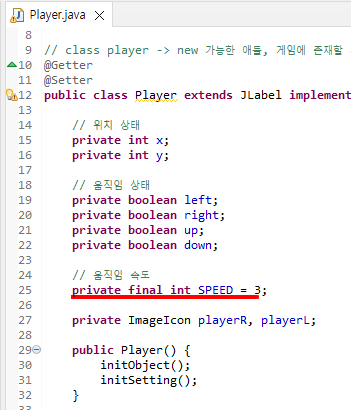 Player.java
8
9 // class player -> new 가능한 애들, 게임에 존재할
10 @Getter
11 @Setter
12 public class Player extends JLabel implement
13
14 // 위치 상태
15 private int x;
16 private int y;
17
18 // 움직임 상태
19 private boolean left;
20 private boolean right;
21 private boolean up;
22 private boolean down;
23
24 // 움직임 속도
25 private final int SPEED = 3;
26
27 private ImageIcon playerR, playerL;
28
29 public Player() {
30 initObject();
31 initSetting();
32 }